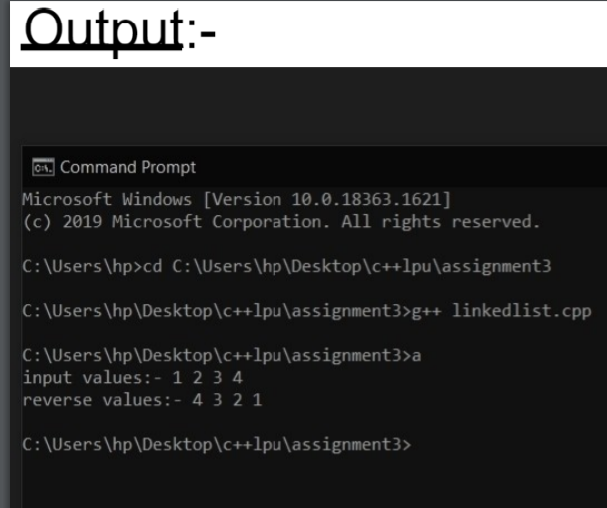 Output:-
Command Prompt
Microsoft Windows [Version 10.0.18363.1621]
(c) 2019 Microsoft Corporation. All rights reserved.
C:\Users\hp>cd C:\Users\hp\Desktop\c++lpu\assignment3
C:\Users\hp\Desktop\c++lpu\assignment3>g++ linkedlist.cpp
C:\Users\hp\Desktop\c++lpu\assignment3>a
input values:- 1 2 3 4
reverse values:- 4 3 2 1
C:\Users\hp\Desktop\c++lpu\assignment3>